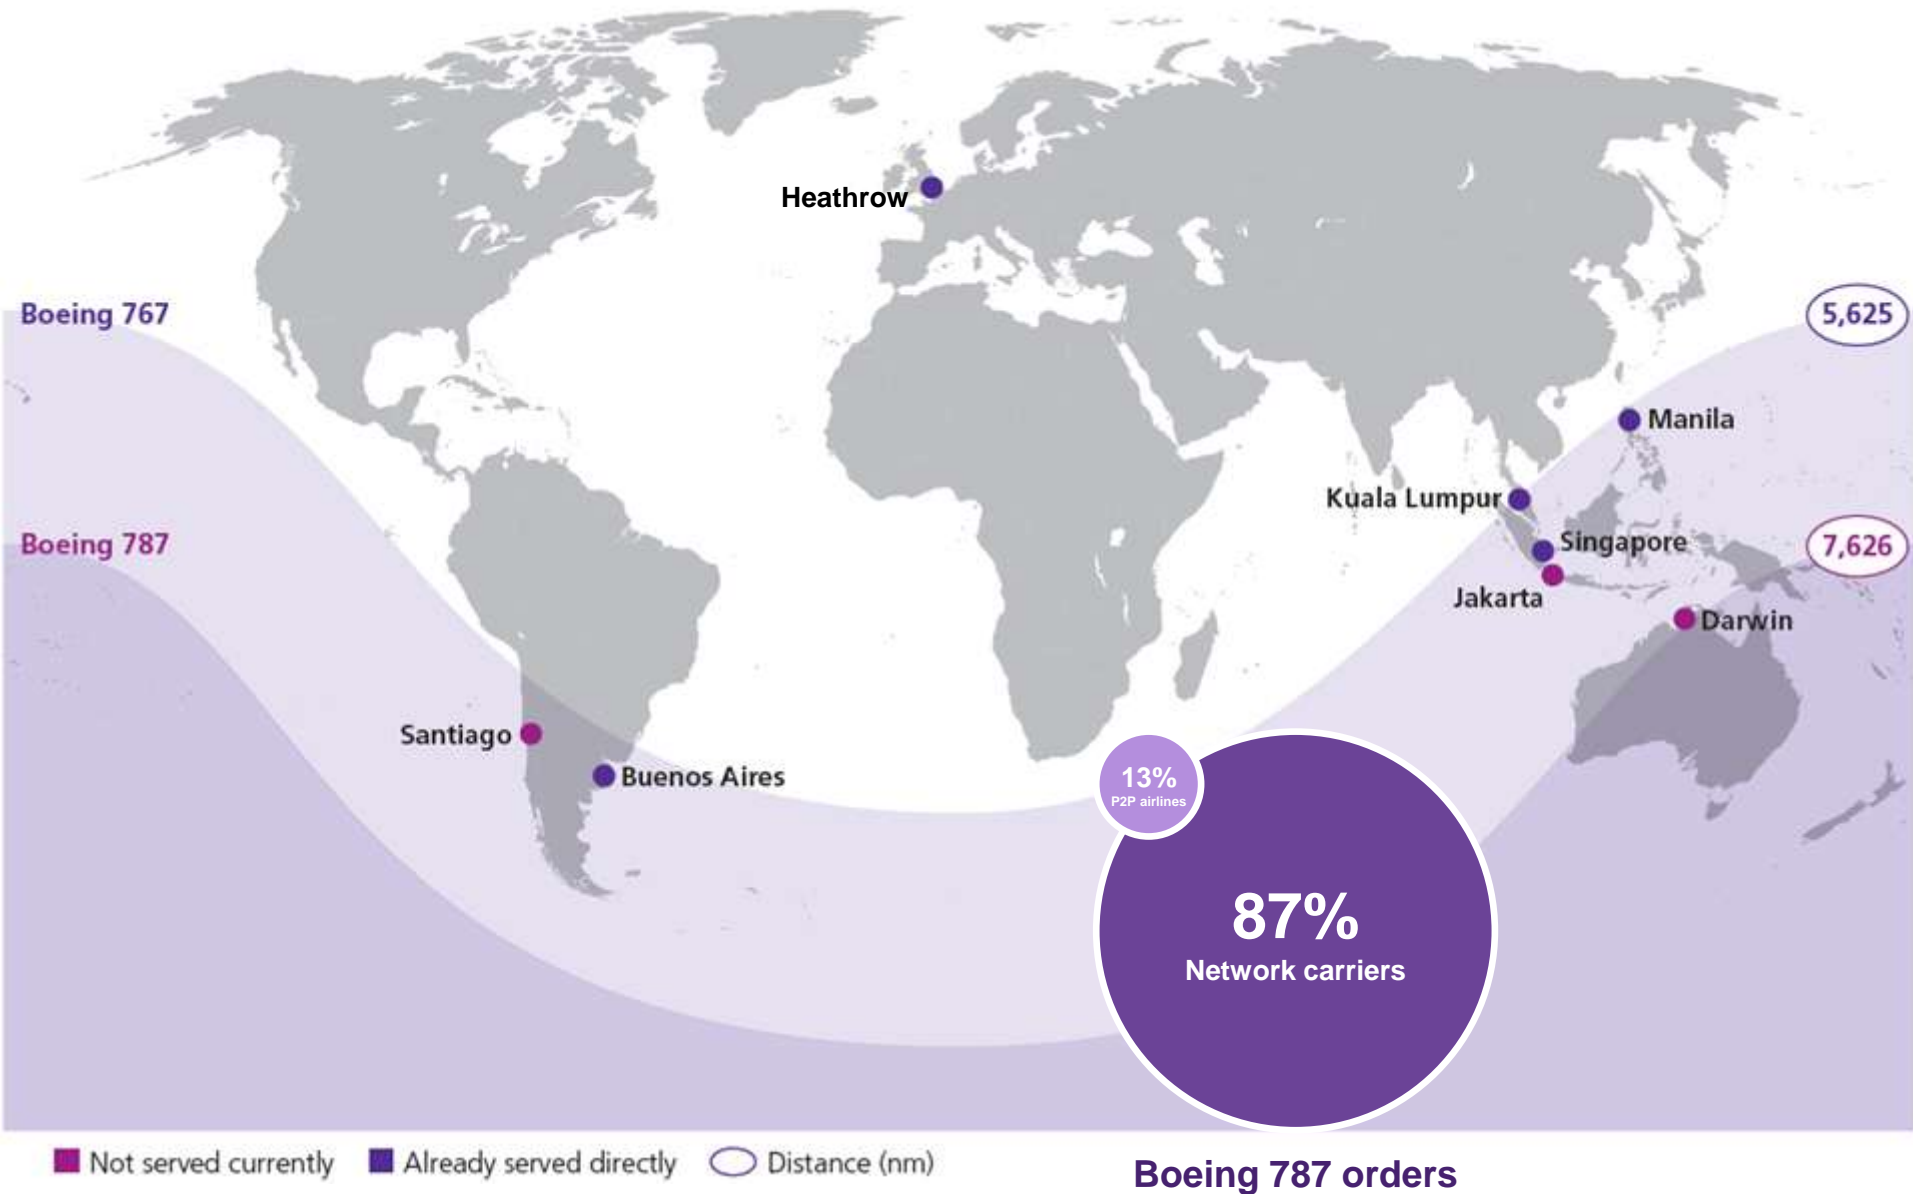 Heathrow
Boeing 767
5,625
Manila
Kuala Lumpur
Singapore
Boeing 787
7,626
Jakarta
Darwin
Santiago
Buenos Aires
13%
P2P airlines
87%
Network carriers
Not served currently
Already served directly
Distance (nm)
Boeing 787 orders